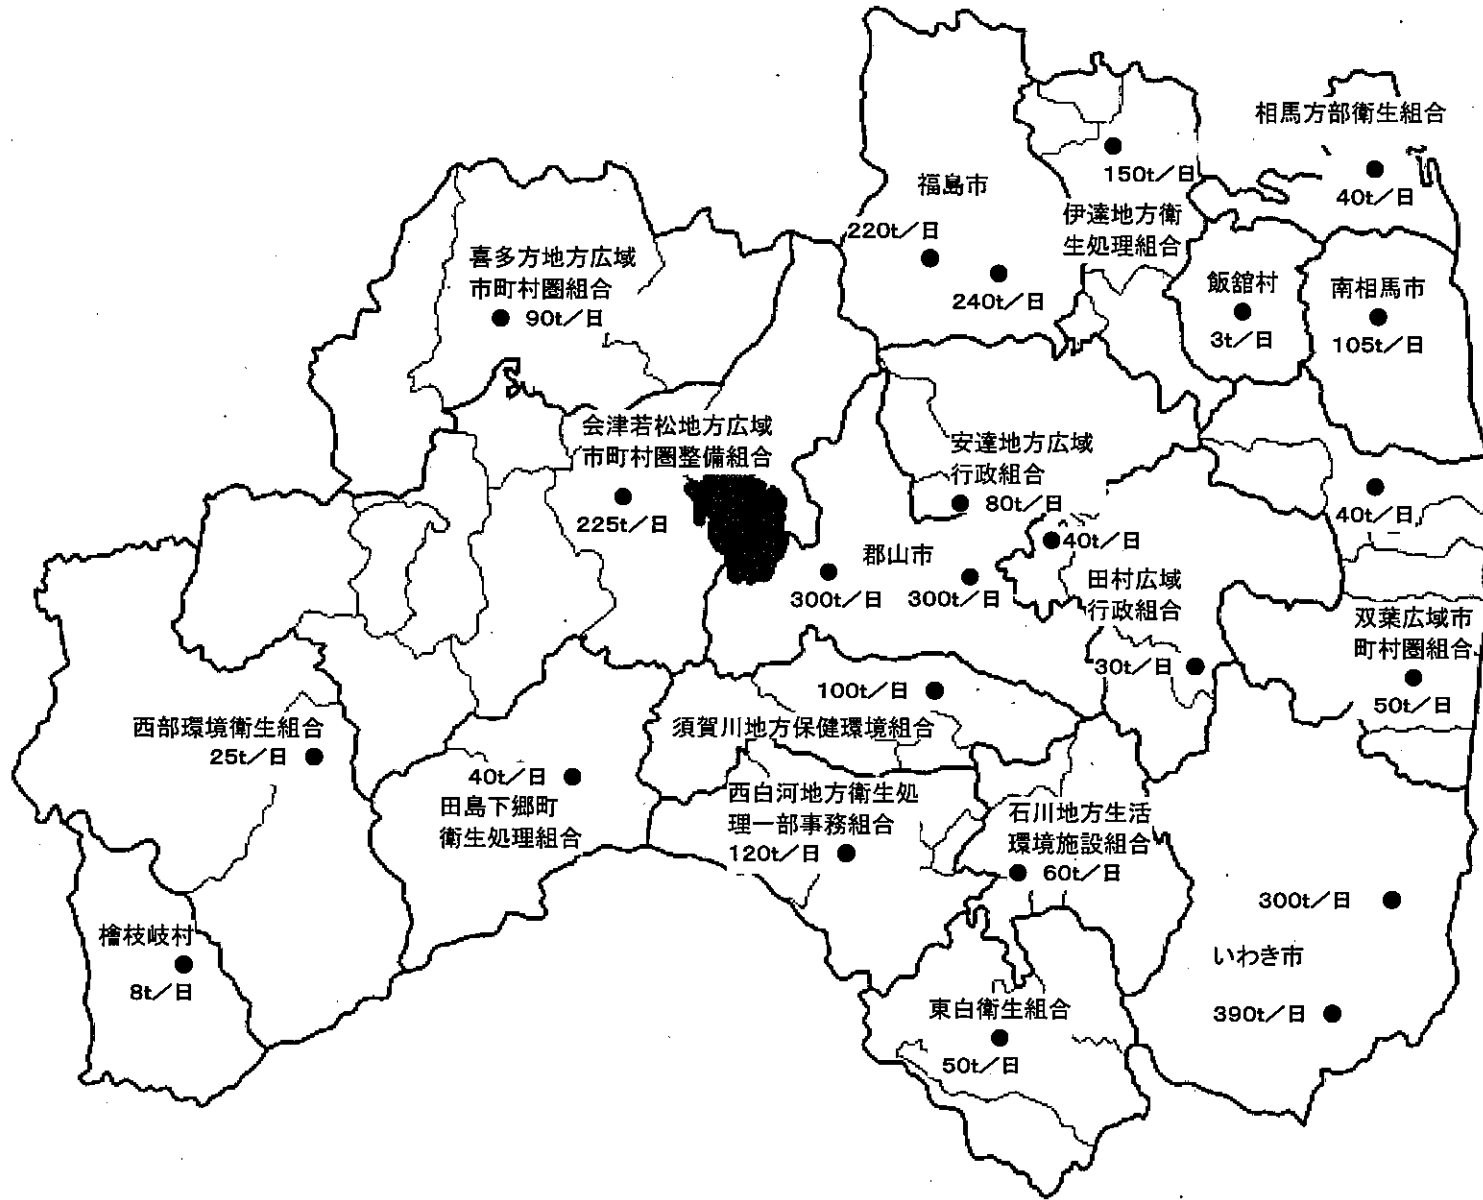 相馬方部衛生組合
40t／日
150t／日
伊達地方衛
生処理組合
福島市
220t／日
240t／日
喜多方地方広域
市町村圏組合
90t／日
飯舘村
3t／日
南相馬市
105t／日
会津若松地方広域
市町村圏整備組合
225t／日
安達地方広域
行政組合
80t／日
40t／日
郡山市
300t／日
300t／日
40t／日
田村広域
行政組合
30t／日
双葉広域市
町村圏組合
50t／日
100t／日
須賀川地方保健環境組合
西部環境衛生組合
25t／日
40t／日
田島下郷町
衛生処理組合
西白河地方衛生処
理一部事務組合
120t／日
石川地方生活
環境施設組合
60t／日
300t／日
いわき市
390t／日
檜枝岐村
8t／日
東白衛生組合
50t／日